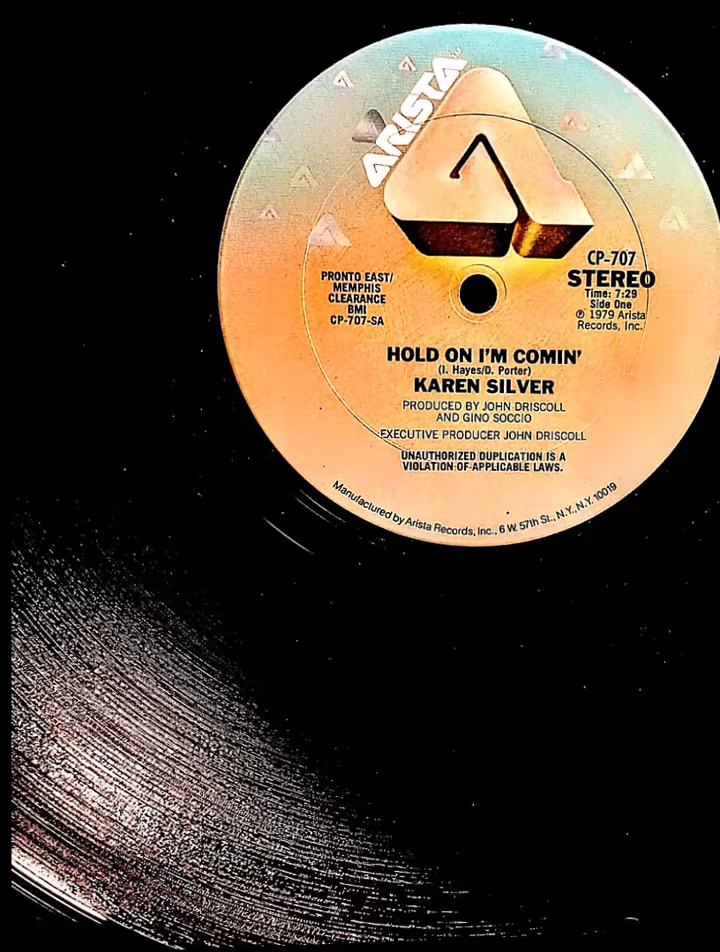 ARISTA
CP-707
STEREO
Time: 7:29
Side One
℗ 1979 Arista
Records, Inc.
PRONTO EAST/
MEMPHIS
CLEARANCE
BMI
CP-707-SA
HOLD ON I'M COMIN'
(I. Hayes/D. Porter)
KAREN SILVER
PRODUCED BY JOHN DRISCOLL
AND GINO SOCCIO
EXECUTIVE PRODUCER JOHN DRISCOLL
UNAUTHORIZED DUPLICATION IS A
VIOLATION OF APPLICABLE LAWS.
Manufactured by Arista Records, Inc., 6 W. 57th St., N.Y., N.Y. 10019